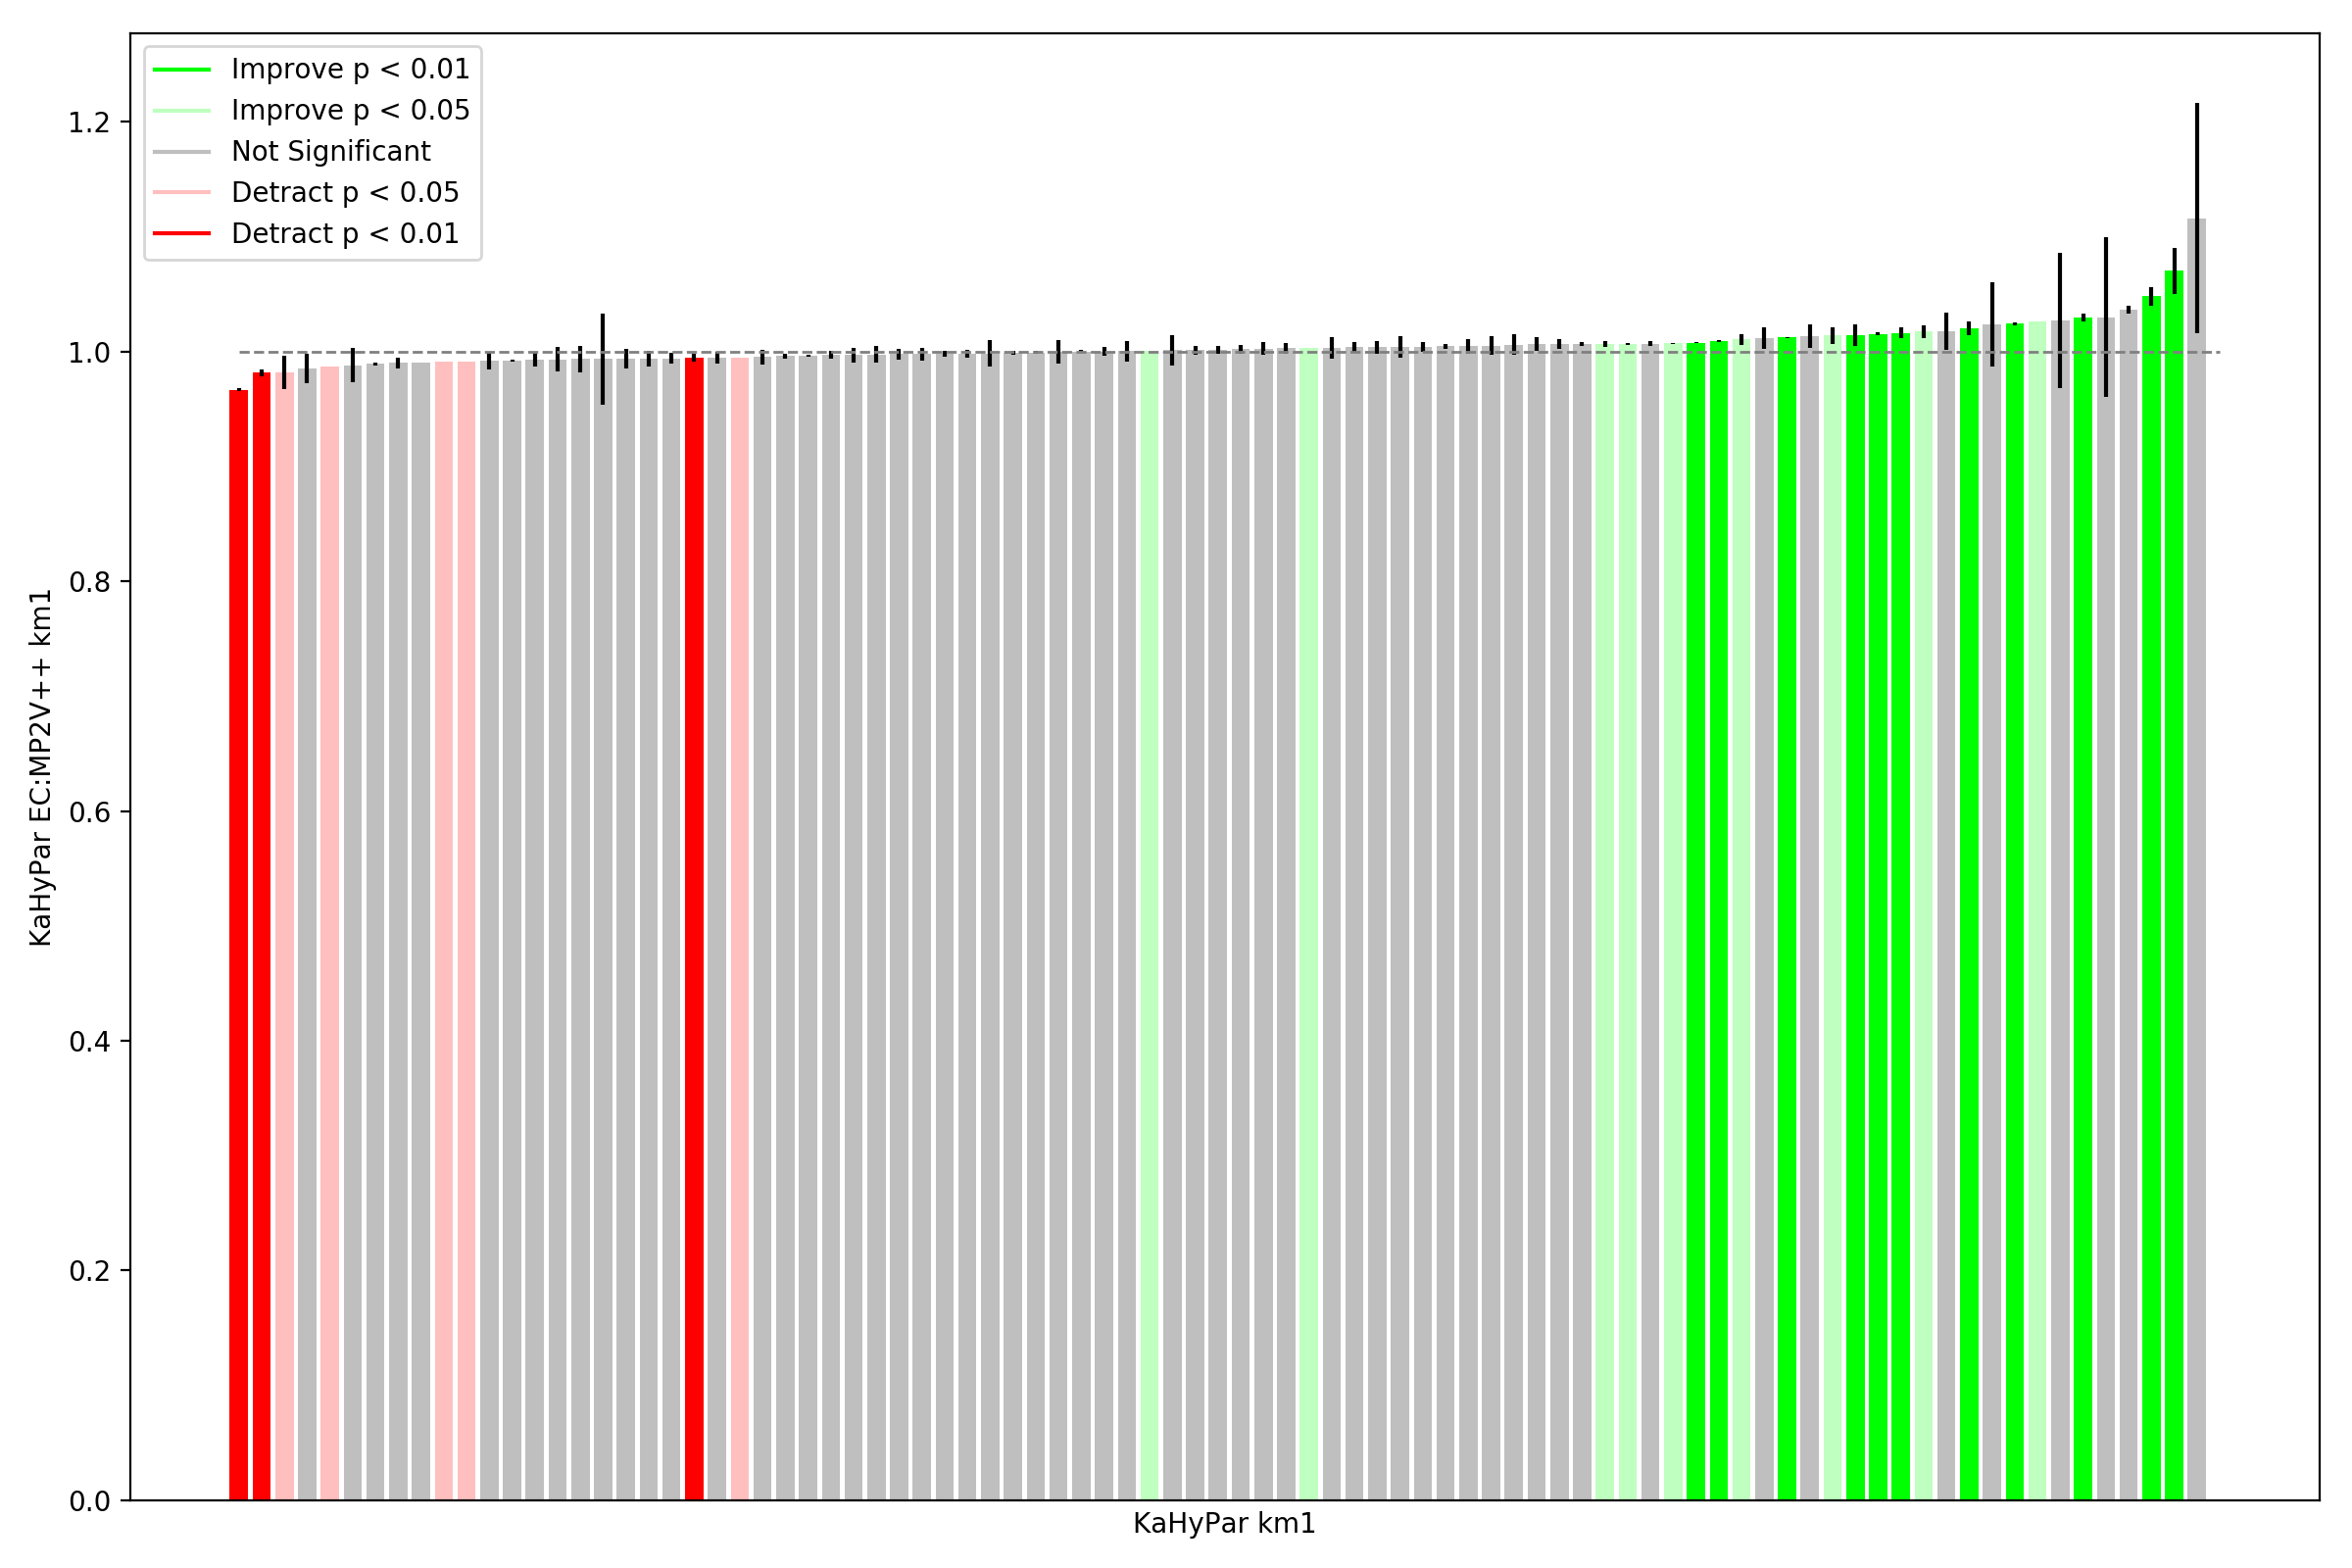 Improve p < 0.01
Improve p < 0.05
Not Significant
Detract p < 0.05
Detract p < 0.01
1.2
1.0
0.8
0.6
0.4
0.2
0.0
KaHyPar EC:MP2V++ km1
KaHyPar km1